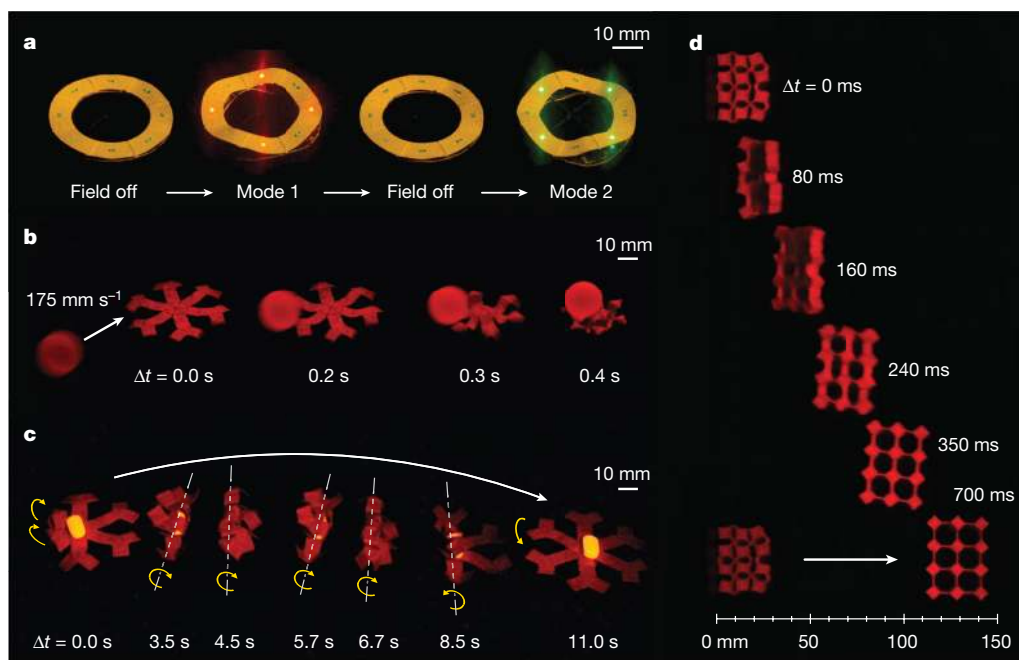 a
10 mm
Field off
Mode 1
Field off
Mode 2
b
10 mm
175 mm s⁻¹
Δt = 0.0 s
0.2 s
0.3 s
0.4 s
c
10 mm
Δt = 0.0 s
3.5 s
4.5 s
5.7 s
6.7 s
8.5 s
11.0 s
d
Δt = 0 ms
80 ms
160 ms
240 ms
350 ms
700 ms
0 mm 50 100 150